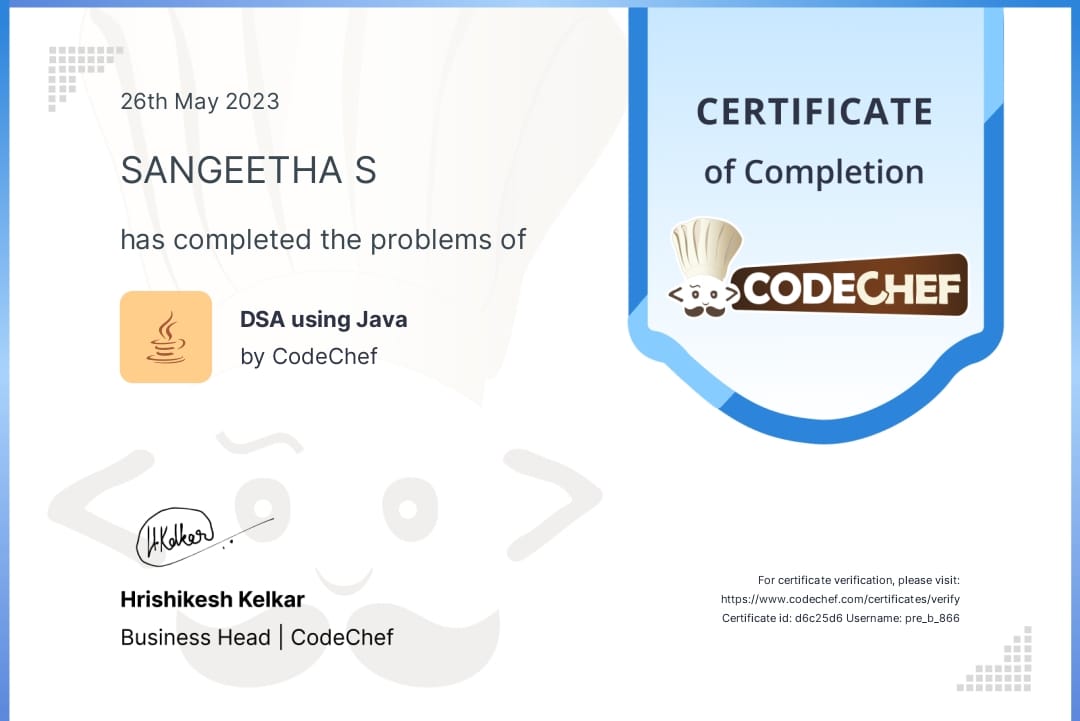 26th May 2023
SANGEETHA S
has completed the problems of
DSA using Java
by CodeChef
H.Kelkar
Hrishikesh Kelkar
Business Head | CodeChef
CERTIFICATE
of Completion
CODECHEF
For certificate verification, please visit:
https://www.codechef.com/certificates/verify
Certificate id: d6c25d6 Username: pre_b_866